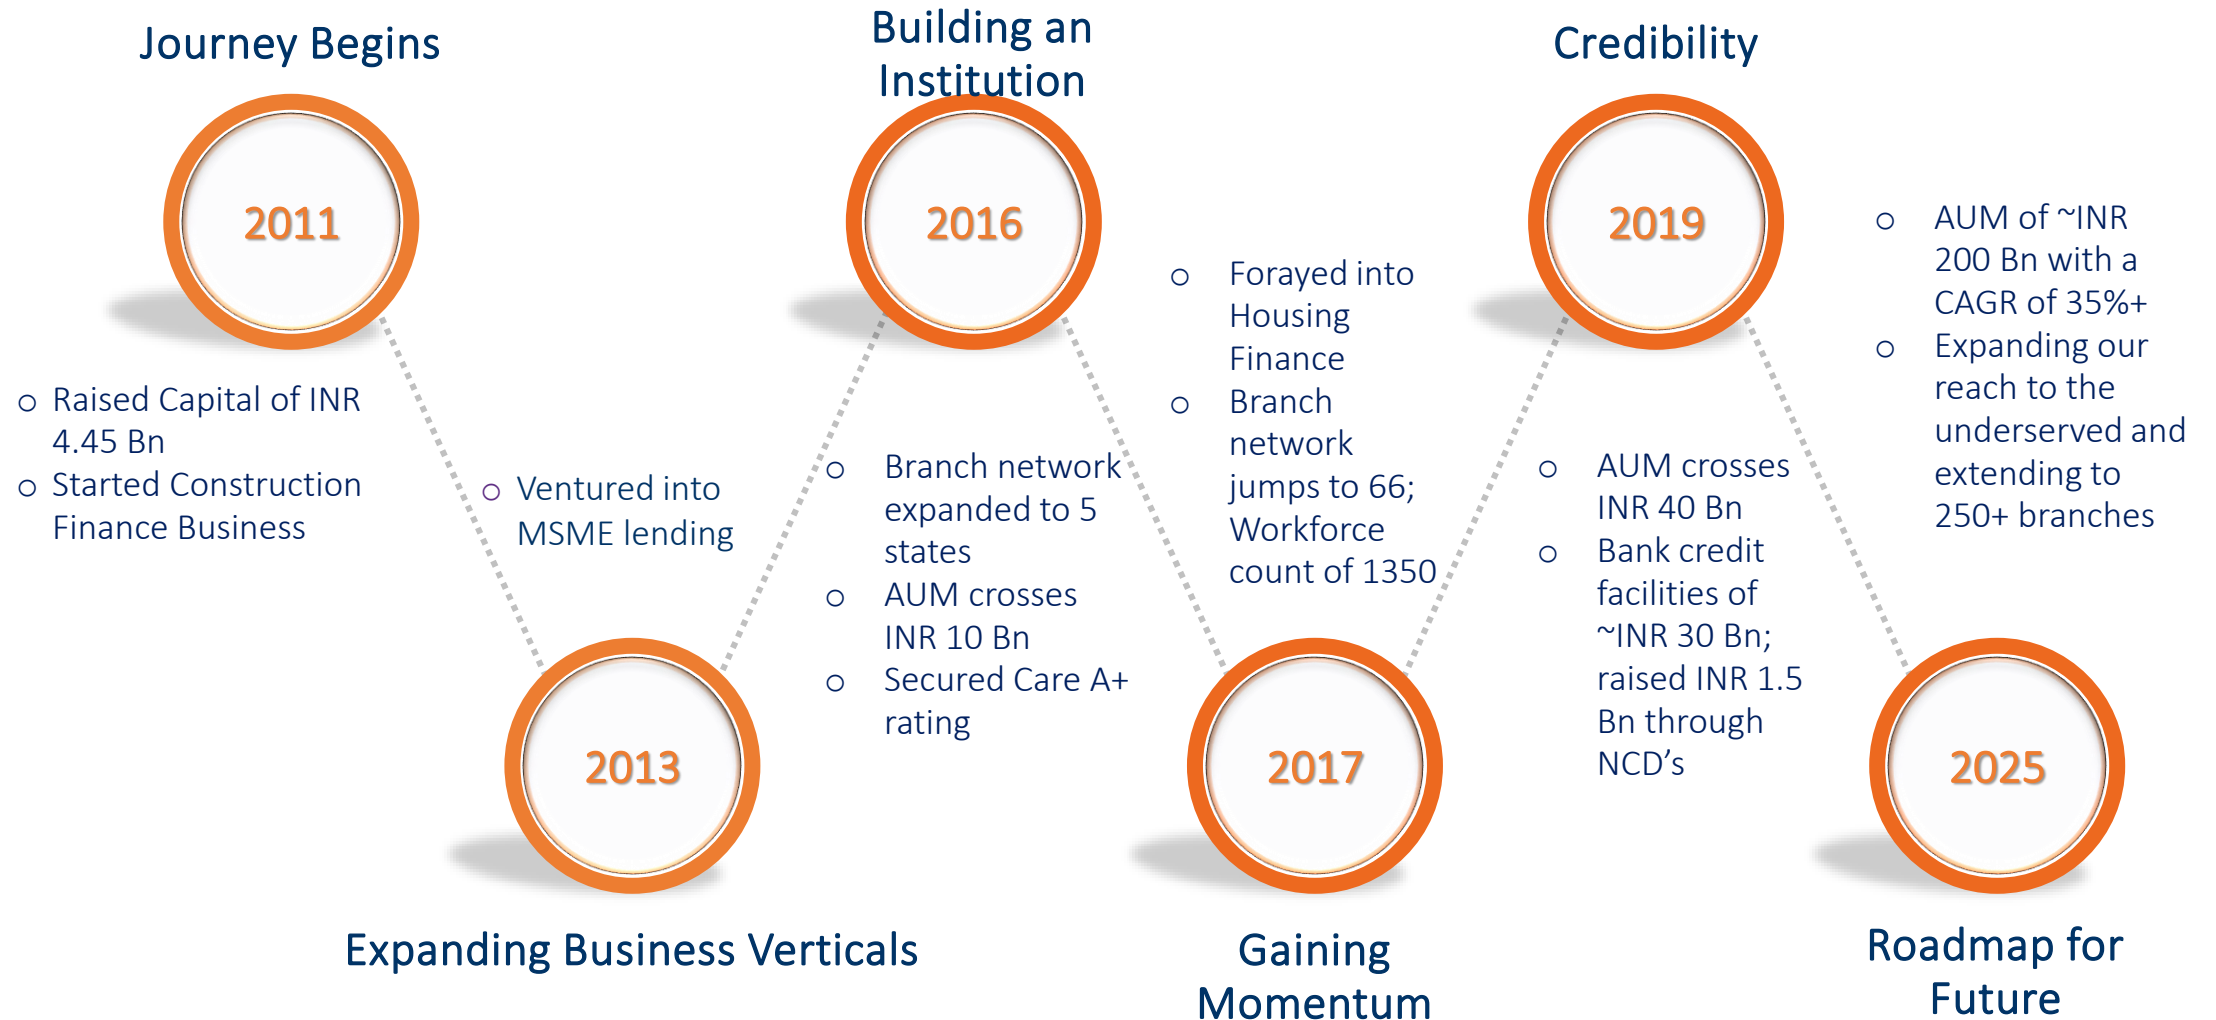 Journey Begins
2011
○ Raised Capital of INR
4.45 Bn
○ Started Construction
Finance Business
○ Ventured into
MSME lending
2013
Expanding Business Verticals
Building an
Institution
2016
○ Branch network
expanded to 5
states
○ AUM crosses
INR 10 Bn
○ Secured Care A+
rating
○ Forayed into
Housing
Finance
○ Branch
network
jumps to 66;
Workforce
count of 1350
2017
Gaining
Momentum
Credibility
2019
○ AUM crosses
INR 40 Bn
○ Bank credit
facilities of
~INR 30 Bn;
raised INR 1.5
Bn through
NCD’s
○ AUM of ~INR
200 Bn with a
CAGR of 35%+
○ Expanding our
reach to the
underserved and
extending to
250+ branches
2025
Roadmap for
Future